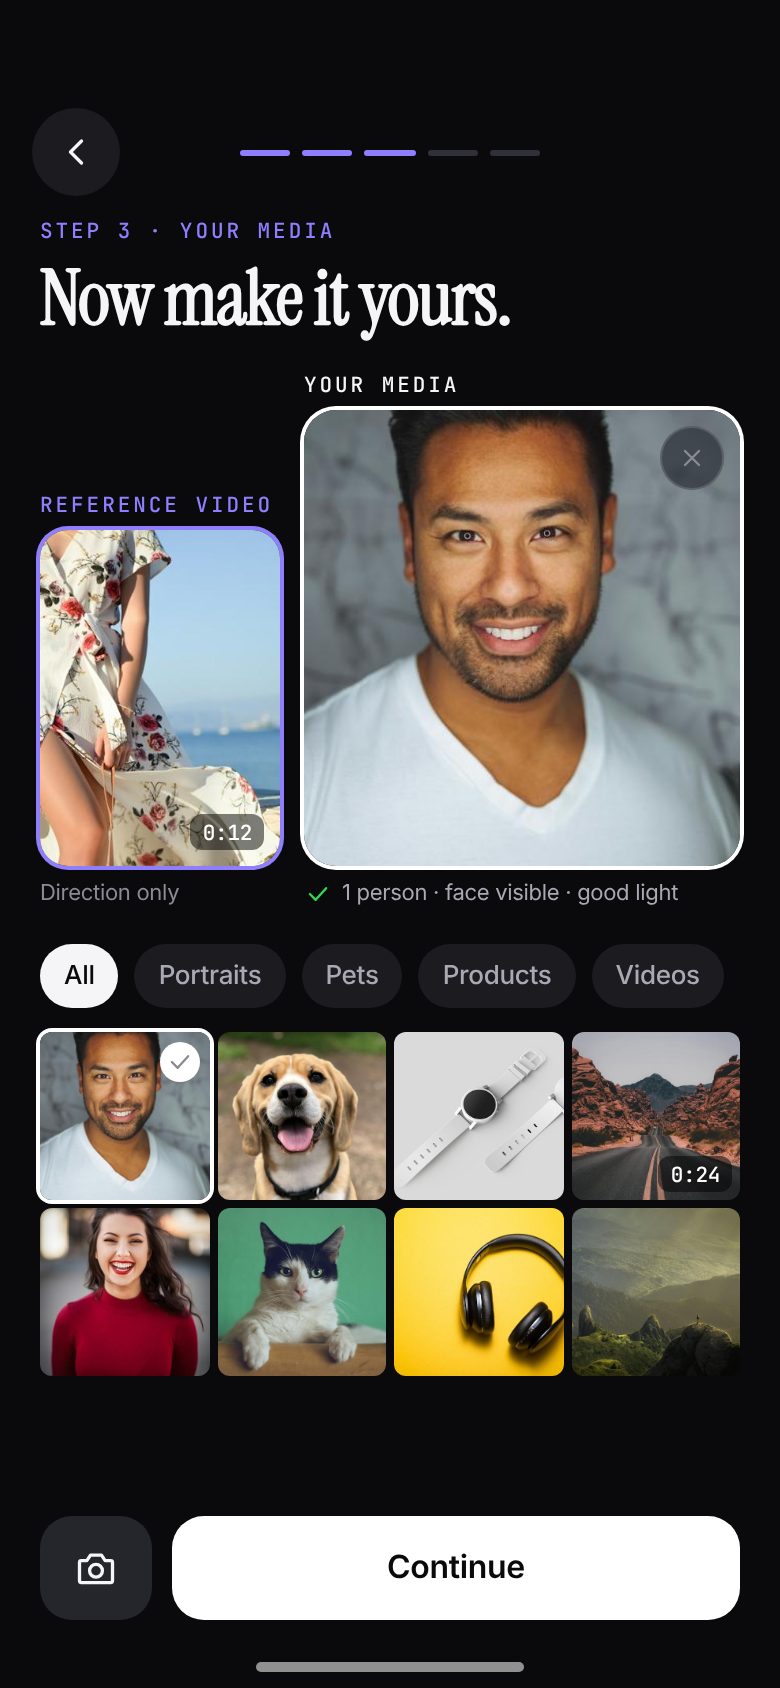 STEP 3 · YOUR MEDIA
Now make it yours.
YOUR MEDIA
REFERENCE VIDEO
0:12
Direction only
1 person · face visible · good light
All
Portraits
Pets
Products
Videos
0:24
Continue